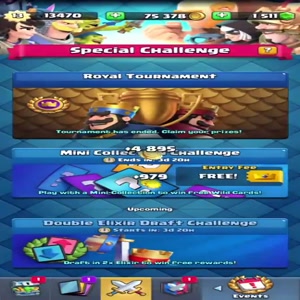 13
13470
75 378
1 511
Special Challenge
Royal Tournament
Tournament has ended. Claim your prizes!
+4 895
Mini Collection Challenge
Ends in: 3d 20h
+979
Entry Fee
FREE!
Play with a Mini-Collection to win Free Wild Cards!
Upcoming
Double Elixir Draft Challenge
Starts in: 3d 20h
Draft in 2x Elixir to win Free rewards!
Events